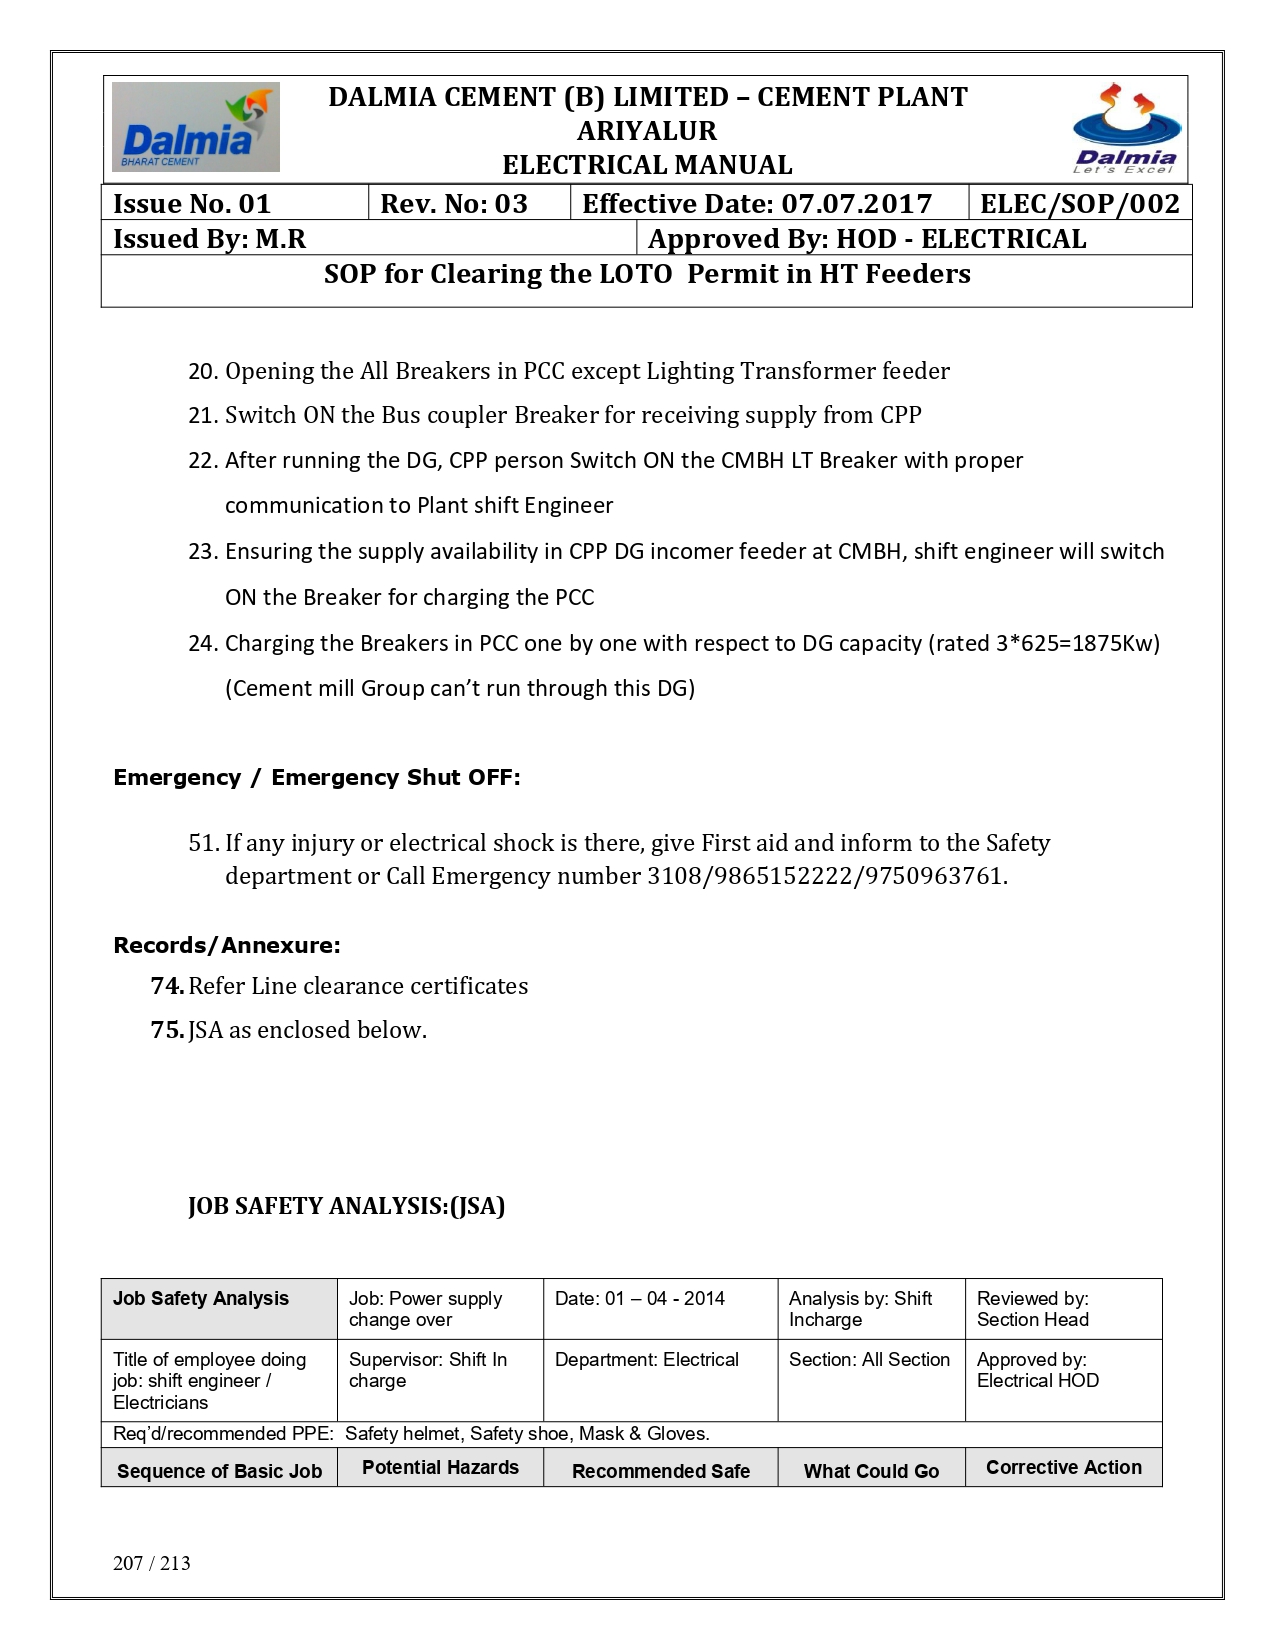 Dalmia
BHARAT CEMENT
DALMIA CEMENT (B) LIMITED – CEMENT PLANT
ARIYALUR
ELECTRICAL MANUAL
Dalmia
Let's Excel
Issue No. 01 Rev. No: 03 Effective Date: 07.07.2017 ELEC/SOP/002
Issued By: M.R Approved By: HOD - ELECTRICAL
SOP for Clearing the LOTO Permit in HT Feeders
20. Opening the All Breakers in PCC except Lighting Transformer feeder
21. Switch ON the Bus coupler Breaker for receiving supply from CPP
22. After running the DG, CPP person Switch ON the CMBH LT Breaker with proper
communication to Plant shift Engineer
23. Ensuring the supply availability in CPP DG incomer feeder at CMBH, shift engineer will switch
ON the Breaker for charging the PCC
24. Charging the Breakers in PCC one by one with respect to DG capacity (rated 3*625=1875Kw)
(Cement mill Group can’t run through this DG)
Emergency / Emergency Shut OFF:
51. If any injury or electrical shock is there, give First aid and inform to the Safety
department or Call Emergency number 3108/9865152222/9750963761.
Records/Annexure:
74. Refer Line clearance certificates
75. JSA as enclosed below.
JOB SAFETY ANALYSIS:(JSA)
Job Safety Analysis
Job: Power supply
change over
Date: 01 – 04 - 2014
Analysis by: Shift
Incharge
Reviewed by:
Section Head
Title of employee doing
job: shift engineer /
Electricians
Supervisor: Shift In
charge
Department: Electrical
Section: All Section
Approved by:
Electrical HOD
Req’d/recommended PPE: Safety helmet, Safety shoe, Mask & Gloves.
Sequence of Basic Job Potential Hazards Recommended Safe What Could Go Corrective Action
207 / 213